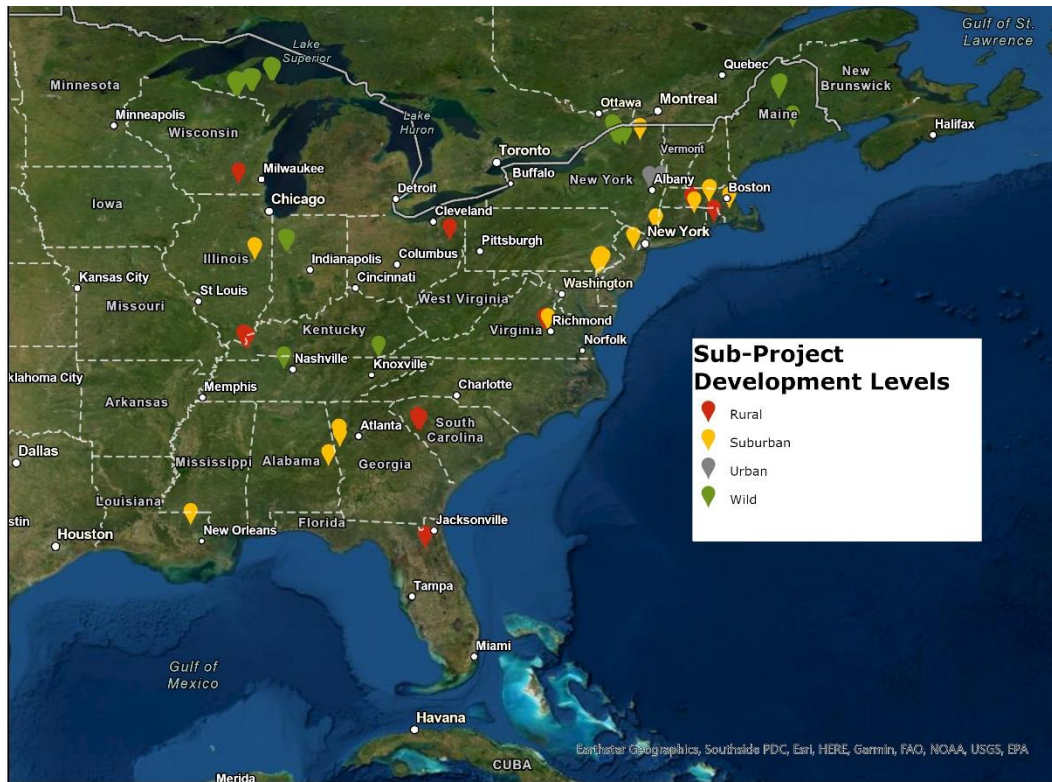 Gulf of St.
Lawrence
Lake
Superior
Quebec
New
Brunswick
Minnesota
Ottawa
Montreal
Maine
Minneapolis
Wisconsin
Lake
Huron
Halifax
Toronto
Vermont
Milwaukee
Buffalo
New York
Albany
Boston
Iowa
Chicago
Detroit
Cleveland
New York
Pittsburgh
Illinois
Indianapolis
Columbus
Kansas City
Cincinnati
Washington
St Louis
Missouri
West Virginia
Richmond
Virginia
Kentucky
Norfolk
Nashville
Knoxville
klahoma City
Memphis
Charlotte
Arkansas
Atlanta
South
Carolina
Dallas
Mississippi
Alabama
Georgia
Louisiana
stin
Florida
Jacksonville
New Orleans
Houston
Tampa
Miami
Gulf of
Mexico
Havana
CUBA
Merida
Sub-Project
Development Levels
Rural
Suburban
Urban
Wild
Earthstar Geographics, Southside PDC, Esri, HERE, Garmin, FAO, NOAA, USGS, EPA